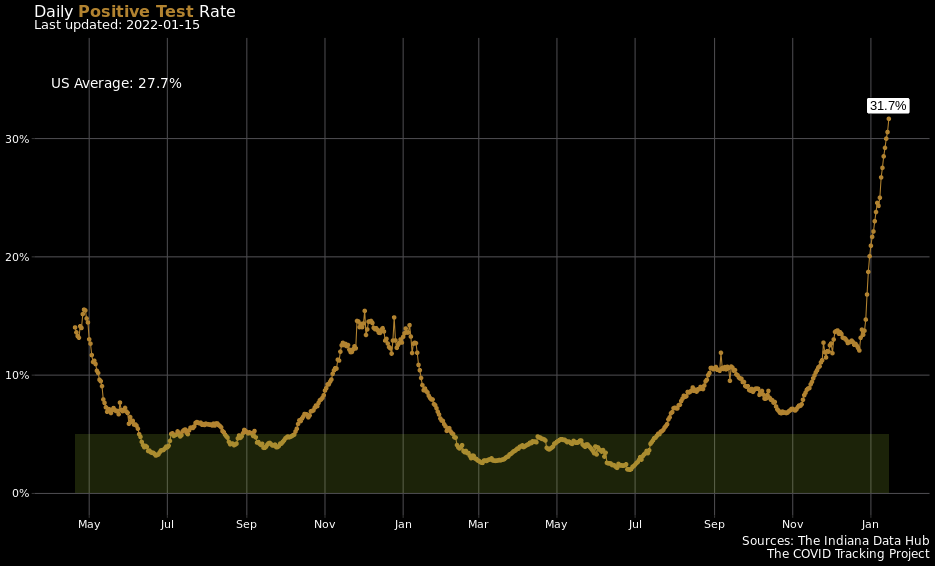 Daily Positive Test Rate
Last updated: 2022-01-15
US Average: 27.7%
31.7%
30%
20%
10%
0%
May Jul Sep Nov Jan Mar May Jul Sep Nov Jan
Sources: The Indiana Data Hub
The COVID Tracking Project